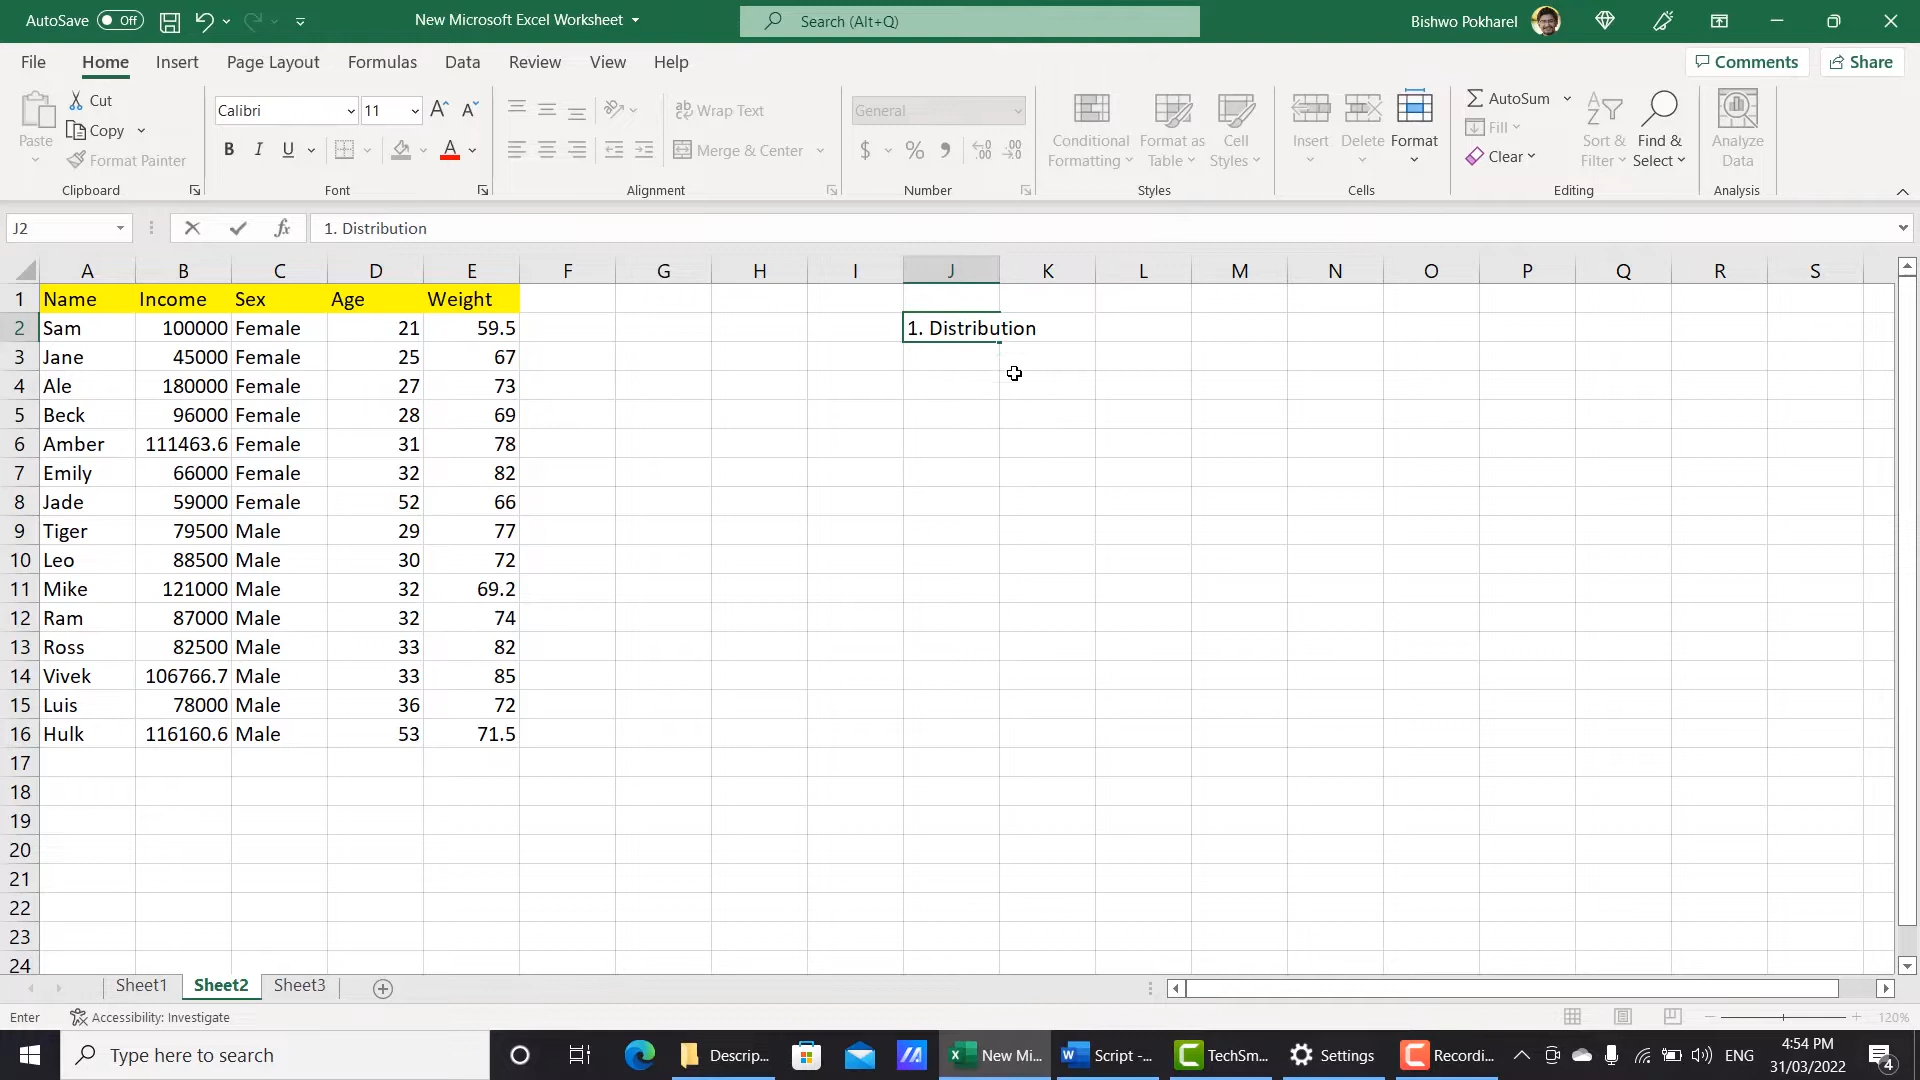 AutoSave Off New Microsoft Excel Worksheet Search (Alt+Q) Bishwo Pokharel
File Home Insert Page Layout Formulas Data Review View Help Comments Share
Paste Cut Copy Format Painter Clipboard
Calibri 11 B I U A Font
ab Wrap Text Merge & Center Alignment
General $ % Number
Conditional Formatting Format as Table Cell Styles Styles
Insert Delete Format Cells
AutoSum Fill Clear Sort & Filter Find & Select Editing
Analyze Data Analysis
J2 fx 1. Distribution
A B C D E F G H I J K L M N O P Q R S
1 Name Income Sex Age Weight
2 Sam 100000 Female 21 59.5 1. Distribution
3 Jane 45000 Female 25 67
4 Ale 180000 Female 27 73
5 Beck 96000 Female 28 69
6 Amber 111463.6 Female 31 78
7 Emily 66000 Female 32 82
8 Jade 59000 Female 52 66
9 Tiger 79500 Male 29 77
10 Leo 88500 Male 30 72
11 Mike 121000 Male 32 69.2
12 Ram 87000 Male 32 74
13 Ross 82500 Male 33 82
14 Vivek 106766.7 Male 33 85
15 Luis 78000 Male 36 72
16 Hulk 116160.6 Male 53 71.5
17
18
19
20
21
22
23
24
Sheet1 Sheet2 Sheet3
Enter Accessibility: Investigate 120%
Type here to search Descrip... New Mi... Script -... TechSm... Settings Recordi... ENG 4:54 PM
31/03/2022 4